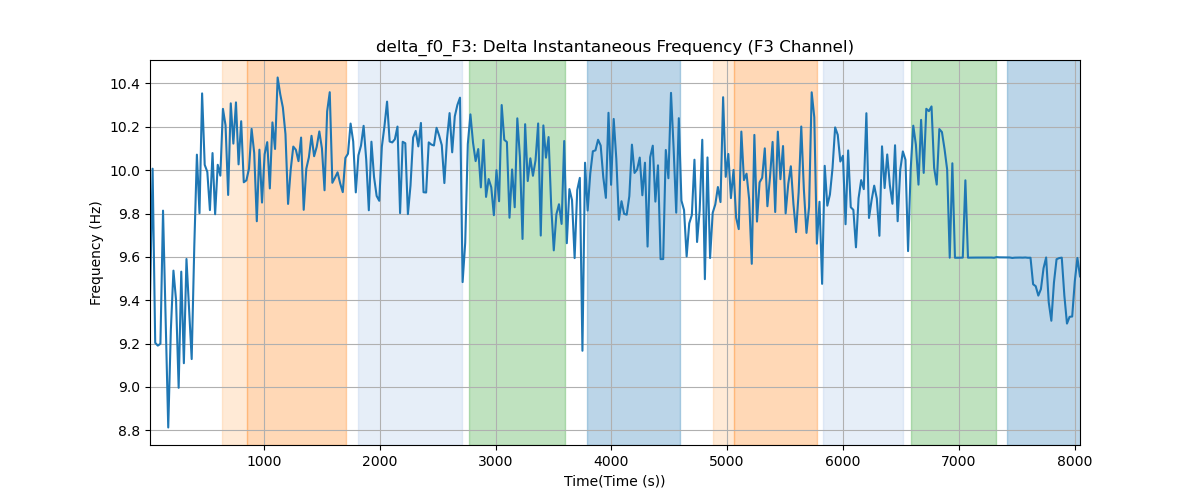 delta_f0_F3: Delta Instantaneous Frequency (F3 Channel)
Frequency (Hz)
10.4
10.2
10.0
9.8
9.6
9.4
9.2
9.0
8.8
1000 2000 3000 4000 5000 6000 7000 8000
Time(Time (s))